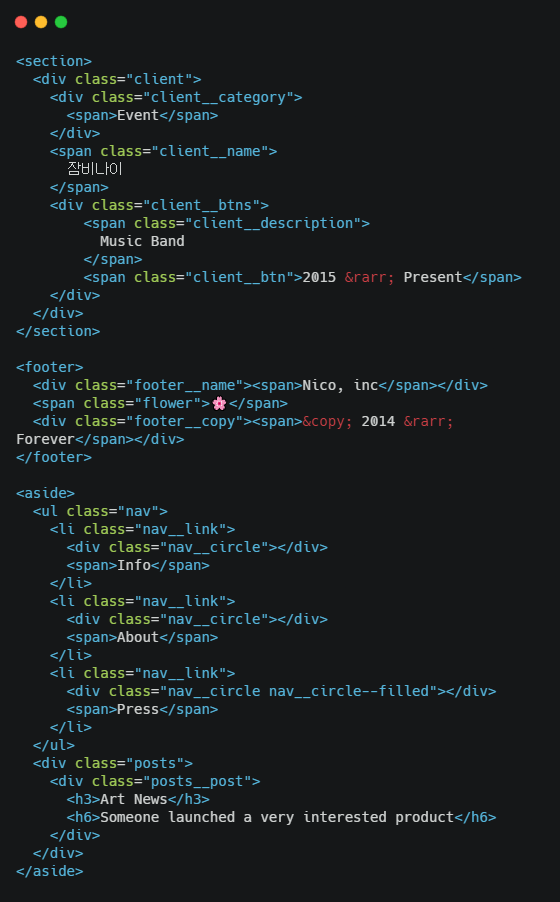 <section>
  <div class="client">
    <div class="client__category">
      <span>Event</span>
    </div>
    <span class="client__name">
      잠비나이
    </span>
    <div class="client__btns">
        <span class="client__description">
          Music Band
        </span>
        <span class="client__btn">2015 &rarr; Present</span>
    </div>
  </div>
</section>

<footer>
  <div class="footer__name"><span>Nico, inc</span></div>
  <span class="flower">🌸</span>
  <div class="footer__copy"><span>&copy; 2014 &rarr;
Forever</span></div>
</footer>

<aside>
  <ul class="nav">
    <li class="nav__link">
      <div class="nav__circle"></div>
      <span>Info</span>
    </li>
    <li class="nav__link">
      <div class="nav__circle"></div>
      <span>About</span>
    </li>
    <li class="nav__link">
      <div class="nav__circle nav__circle--filled"></div>
      <span>Press</span>
    </li>
  </ul>
  <div class="posts">
    <div class="posts__post">
      <h3>Art News</h3>
      <h6>Someone launched a very interested product</h6>
    </div>
  </div>
</aside>